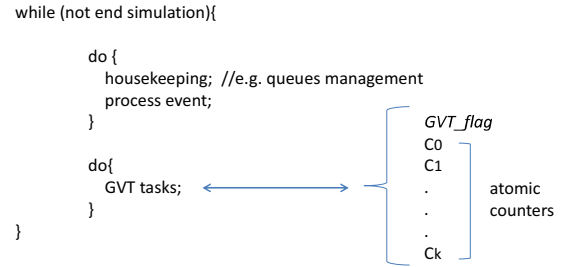 while (not end simulation){
do {
housekeeping; //e.g. queues management
process event;
}
do{
GVT tasks;
}
}
GVT_flag
C0
C1
.
.
.
Ck
atomic
counters